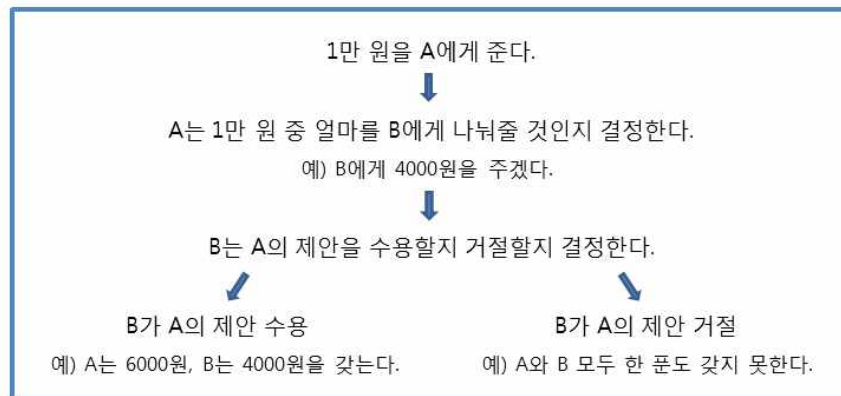 1만 원을 A에게 준다.
A는 1만 원 중 얼마를 B에게 나눠줄 것인지 결정한다.
예) B에게 4000원을 주겠다.
B는 A의 제안을 수용할지 거절할지 결정한다.
B가 A의 제안 수용
예) A는 6000원, B는 4000원을 갖는다.
B가 A의 제안 거절
예) A와 B 모두 한 푼도 갖지 못한다.